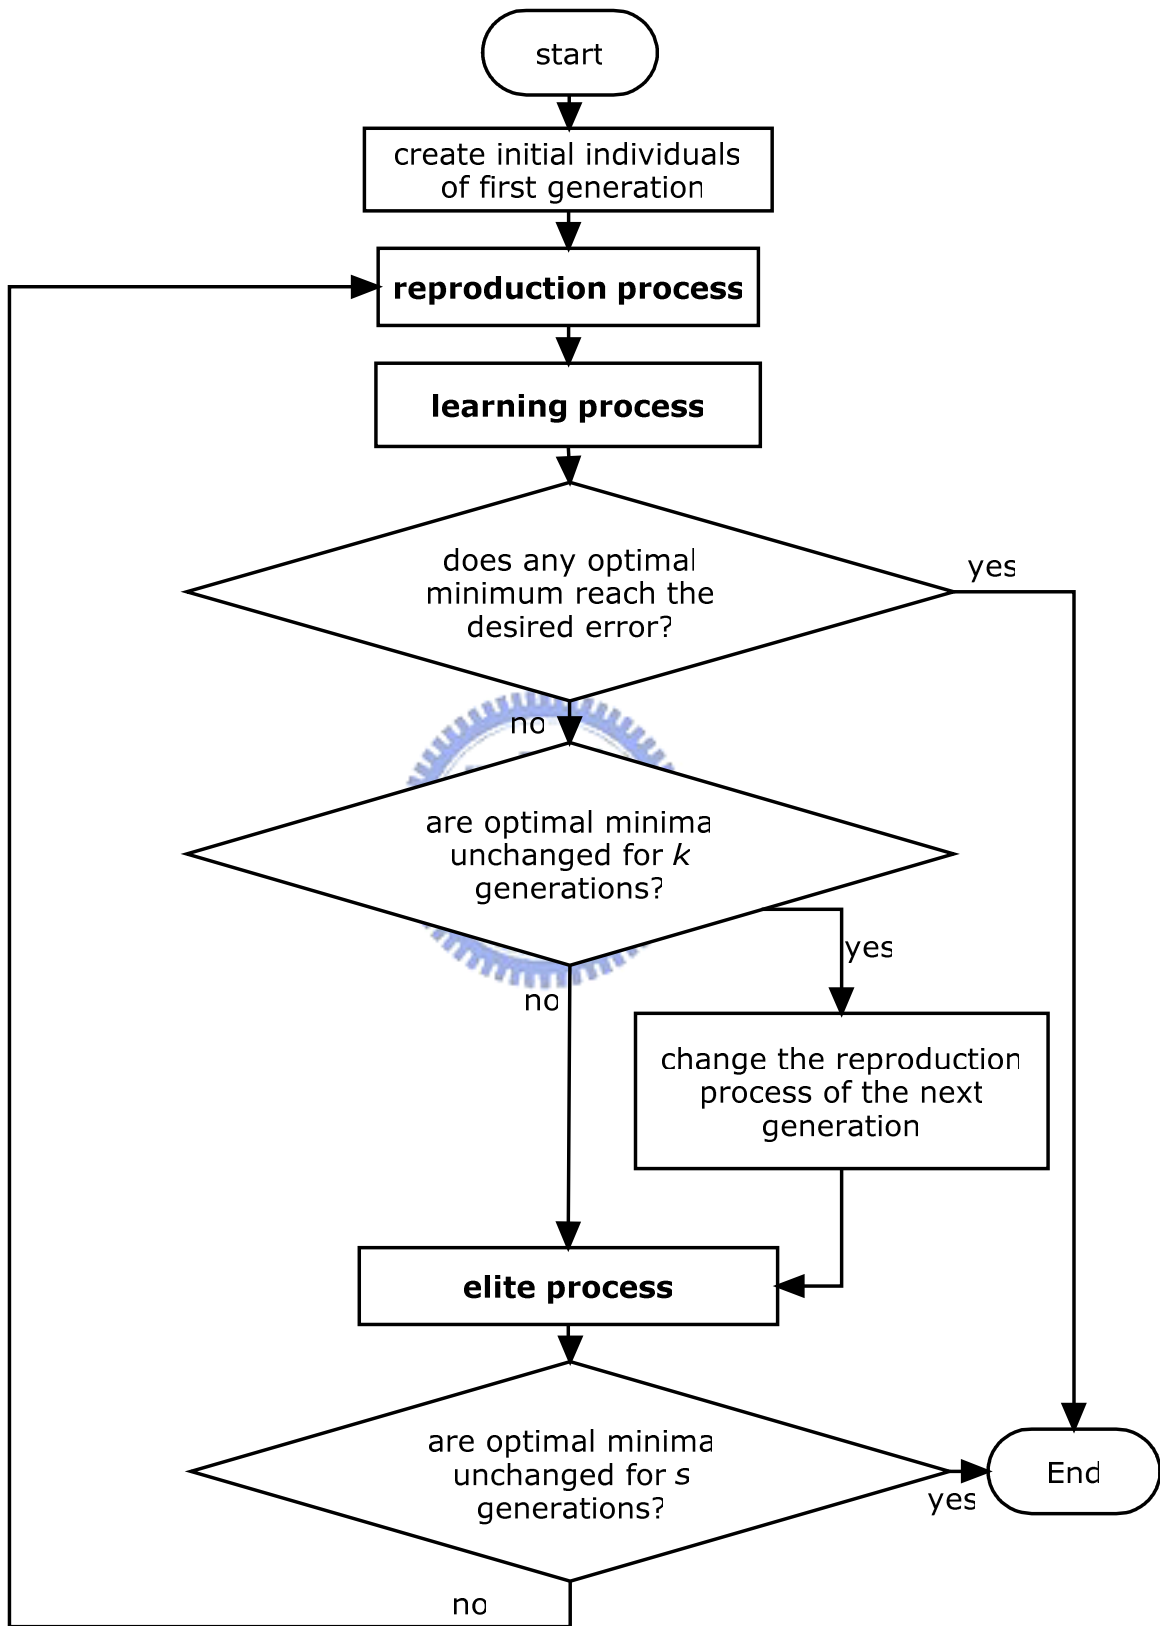 start
create initial individuals
of first generation
reproduction process
learning process
does any optimal
minimum reach the
desired error?
yes
no
are optimal minima
unchanged for k
generations?
yes
no
change the reproduction
process of the next
generation
elite process
are optimal minima
unchanged for s
generations?
yes
End
no